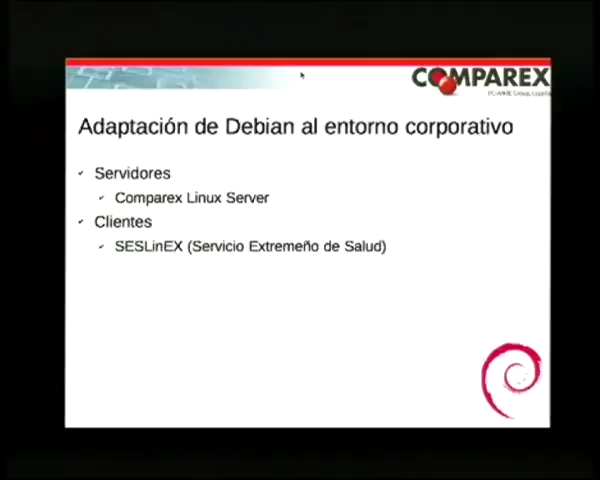 COMPAREX
Adaptación de Debian al entorno corporativo
Servidores
Comparex Linux Server
Clientes
SESLinEX (Servicio Extremeño de Salud)